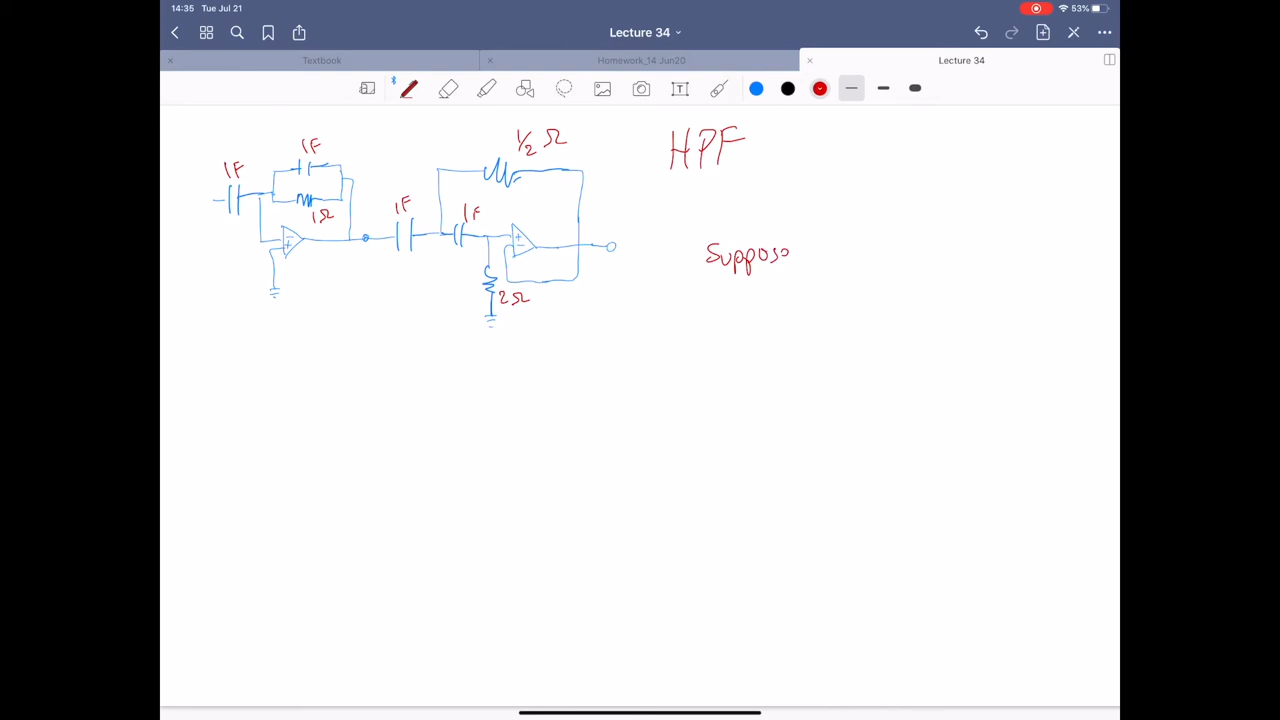 14:35 Tue Jul 21
53%
Lecture 34
Textbook
Homework_14 Jun20
Lecture 34
T
1F
1F
1Ω
1F
1F
1/2 Ω
2Ω
HPF
Suppose